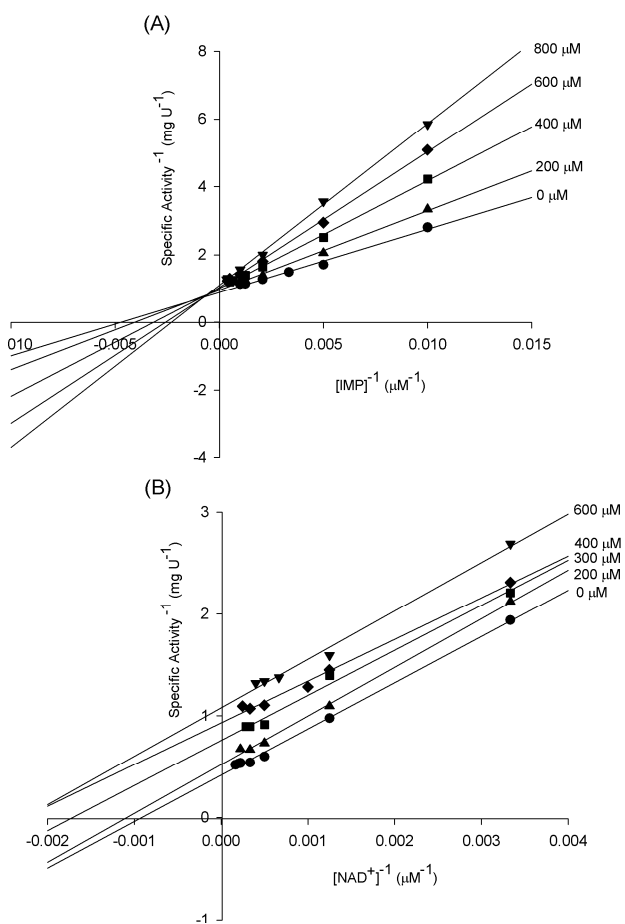 (A)
Specific Activity⁻¹ (mg U⁻¹)
8
6
4
2
0
-2
-4
010
-0.005
0.000
0.005
0.010
0.015
[IMP]⁻¹ (µM⁻¹)
800 µM
600 µM
400 µM
200 µM
0 µM
(B)
Specific Activity⁻¹ (mg U⁻¹)
3
2
1
0
-1
-0.002
-0.001
0.000
0.001
0.002
0.003
0.004
[NAD⁺]⁻¹ (µM⁻¹)
600 µM
400 µM
300 µM
200 µM
0 µM